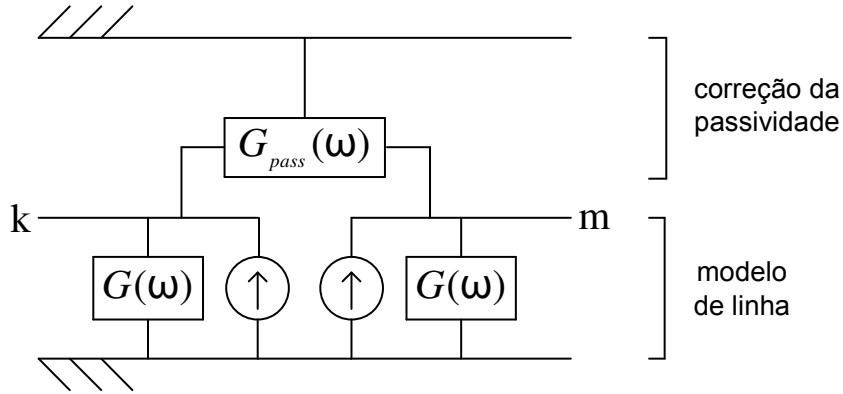 correção da
passividade
G_pass(ω)
k
m
G(ω)
G(ω)
modelo
de linha